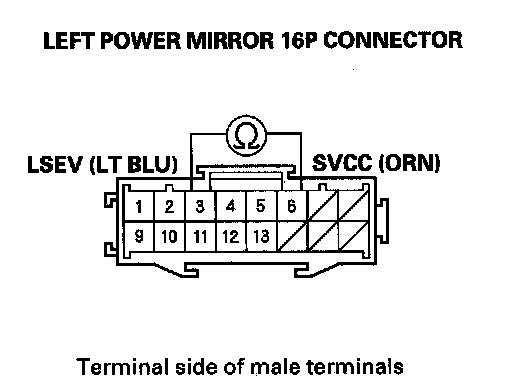 LEFT POWER MIRROR 16P CONNECTOR
Ω
LSEV (LT BLU) SVCC (ORN)
1 2 3 4 5 6
9 10 11 12 13
Terminal side of male terminals